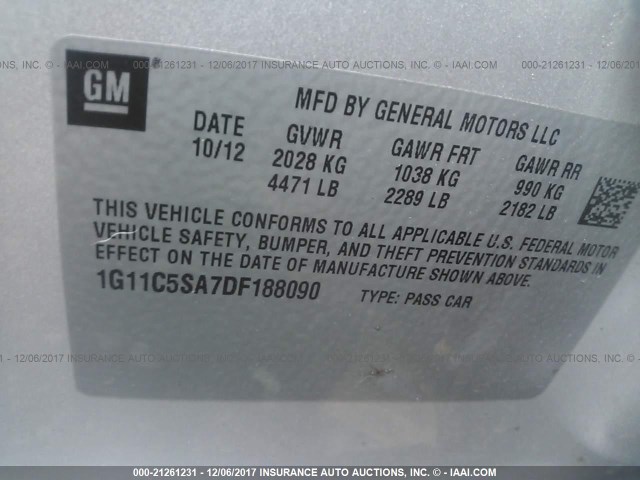 000-21261231 - 12/06/2017 INSURANCE AUTO AUCTIONS, INC. - © - IAAI.COM
GM
MFD BY GENERAL MOTORS LLC
DATE GVWR GAWR FRT GAWR RR
10/12 2028 KG 1038 KG 990 KG
4471 LB 2289 LB 2182 LB
THIS VEHICLE CONFORMS TO ALL APPLICABLE U.S. FEDERAL MOTOR
VEHICLE SAFETY, BUMPER, AND THEFT PREVENTION STANDARDS IN
EFFECT ON THE DATE OF MANUFACTURE SHOWN ABOVE.
1G11C5SA7DF188090 TYPE: PASS CAR
000-21261231 - 12/06/2017 INSURANCE AUTO AUCTIONS, INC. - © - IAAI.COM
000-21261231 - 12/06/2017 INSURANCE AUTO AUCTIONS, INC. - © - IAAI.COM